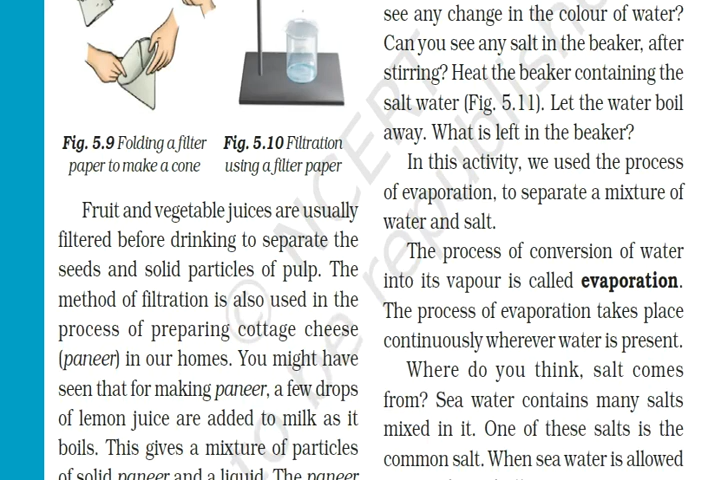 Fig. 5.9 Folding a filter
paper to make a cone
Fig. 5.10 Filtration
using a filter paper
Fruit and vegetable juices are usually
filtered before drinking to separate the
seeds and solid particles of pulp. The
method of filtration is also used in the
process of preparing cottage cheese
(paneer) in our homes. You might have
seen that for making paneer, a few drops
of lemon juice are added to milk as it
boils. This gives a mixture of particles
of solid paneer and a liquid. The paneer
see any change in the colour of water?
Can you see any salt in the beaker, after
stirring? Heat the beaker containing the
salt water (Fig. 5.11). Let the water boil
away. What is left in the beaker?
In this activity, we used the process
of evaporation, to separate a mixture of
water and salt.
The process of conversion of water
into its vapour is called evaporation.
The process of evaporation takes place
continuously wherever water is present.
Where do you think, salt comes
from? Sea water contains many salts
mixed in it. One of these salts is the
common salt. When sea water is allowed
© NCERT
to be republished